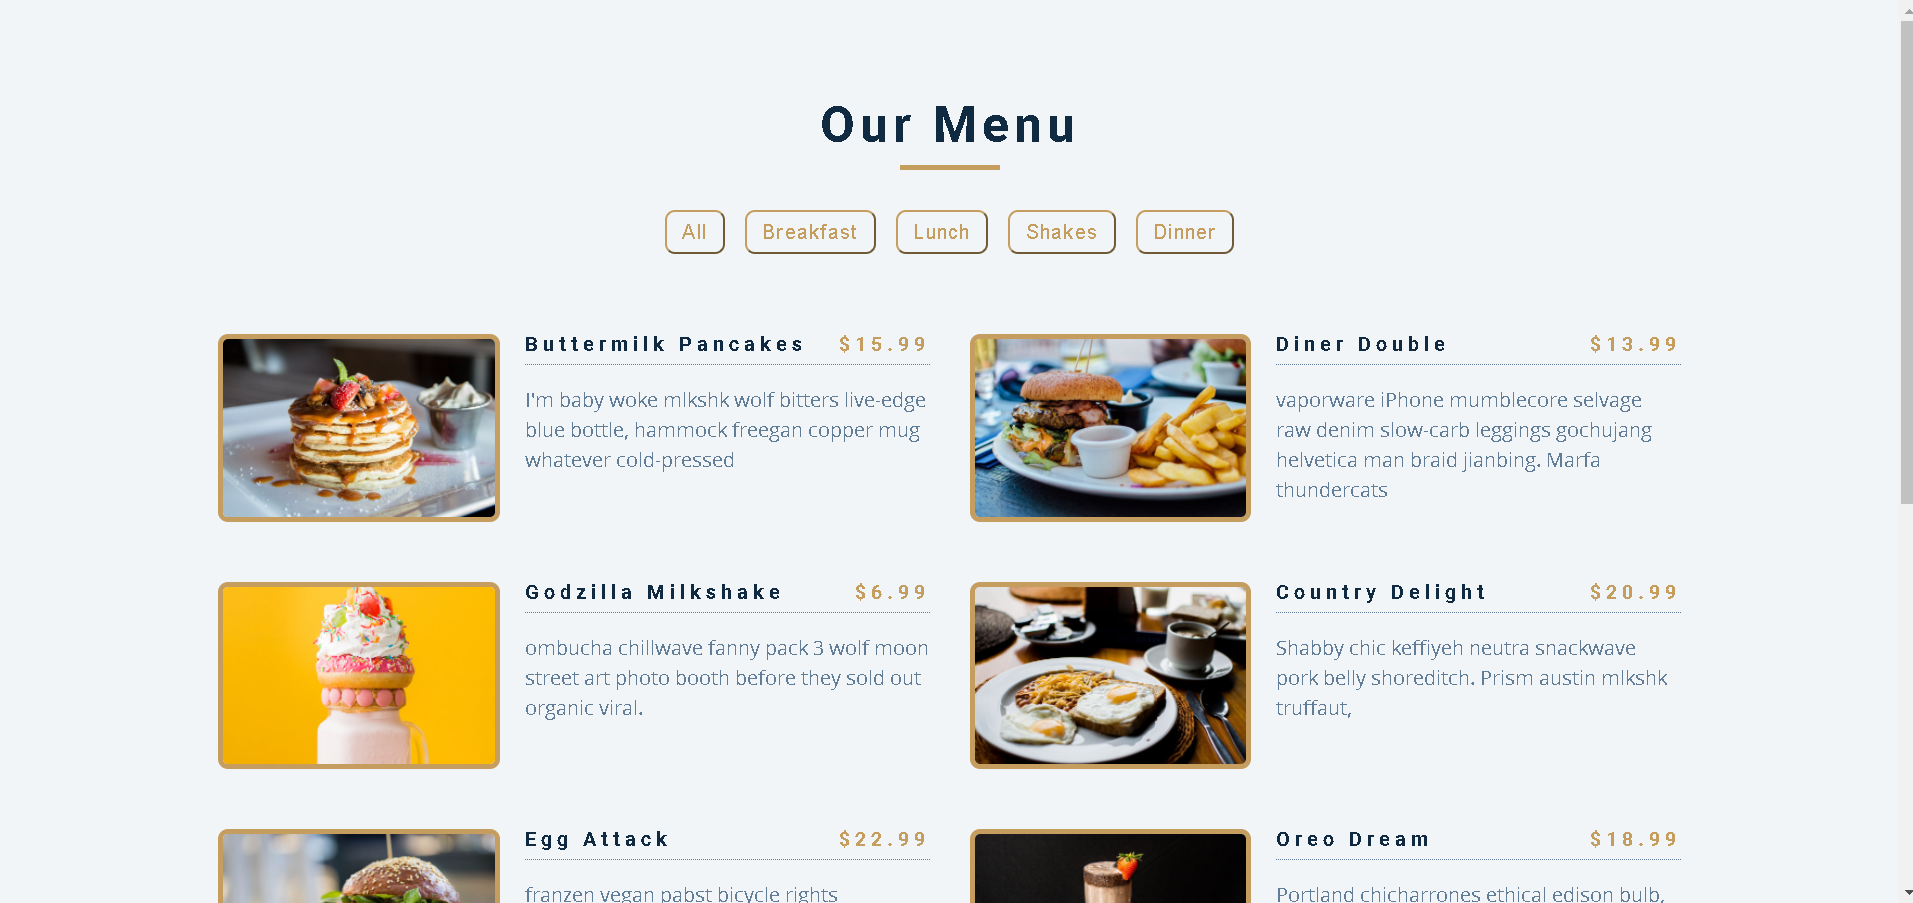 Our Menu
All Breakfast Lunch Shakes Dinner
Buttermilk Pancakes $15.99
I'm baby woke mlkshk wolf bitters live-edge
blue bottle, hammock freegan copper mug
whatever cold-pressed
Diner Double $13.99
vaporware iPhone mumblecore selvage
raw denim slow-carb leggings gochujang
helvetica man braid jianbing. Marfa
thundercats
Godzilla Milkshake $6.99
ombucha chillwave fanny pack 3 wolf moon
street art photo booth before they sold out
organic viral.
Country Delight $20.99
Shabby chic keffiyeh neutra snackwave
pork belly shoreditch. Prism austin mlkshk
truffaut,
Egg Attack $22.99
franzen vegan pabst bicycle rights
Oreo Dream $18.99
Portland chicharrones ethical edison bulb,